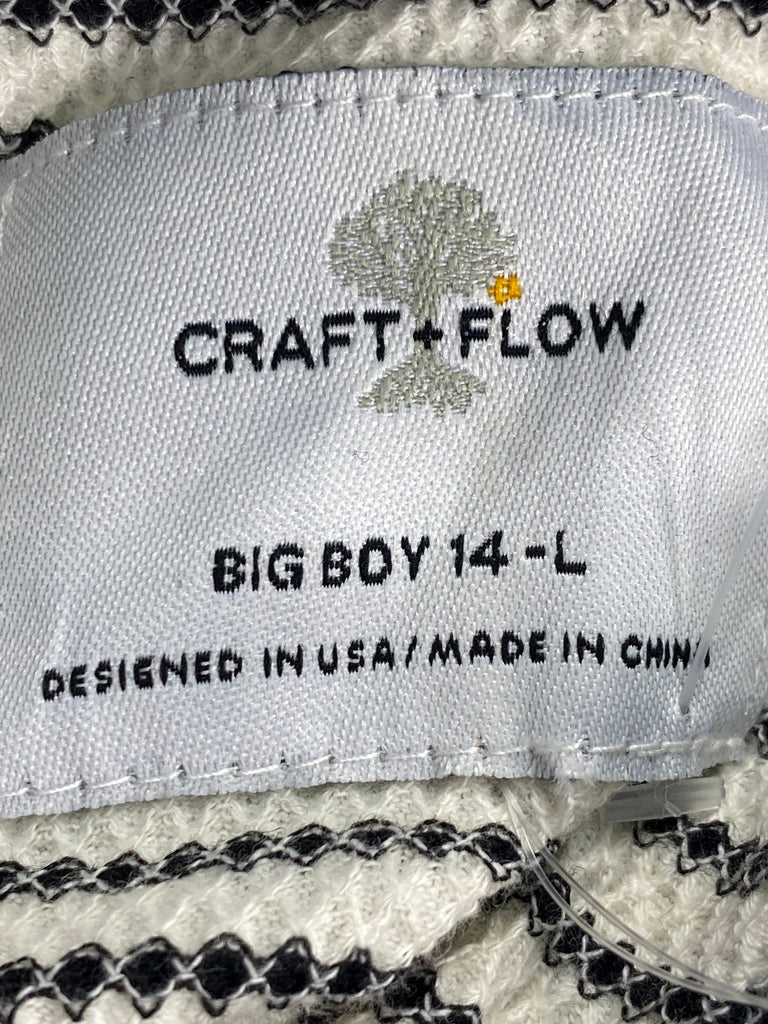 CRAFT+FLOW
BIG BOY 14-L
DESIGNED IN USA/MADE IN CHINA